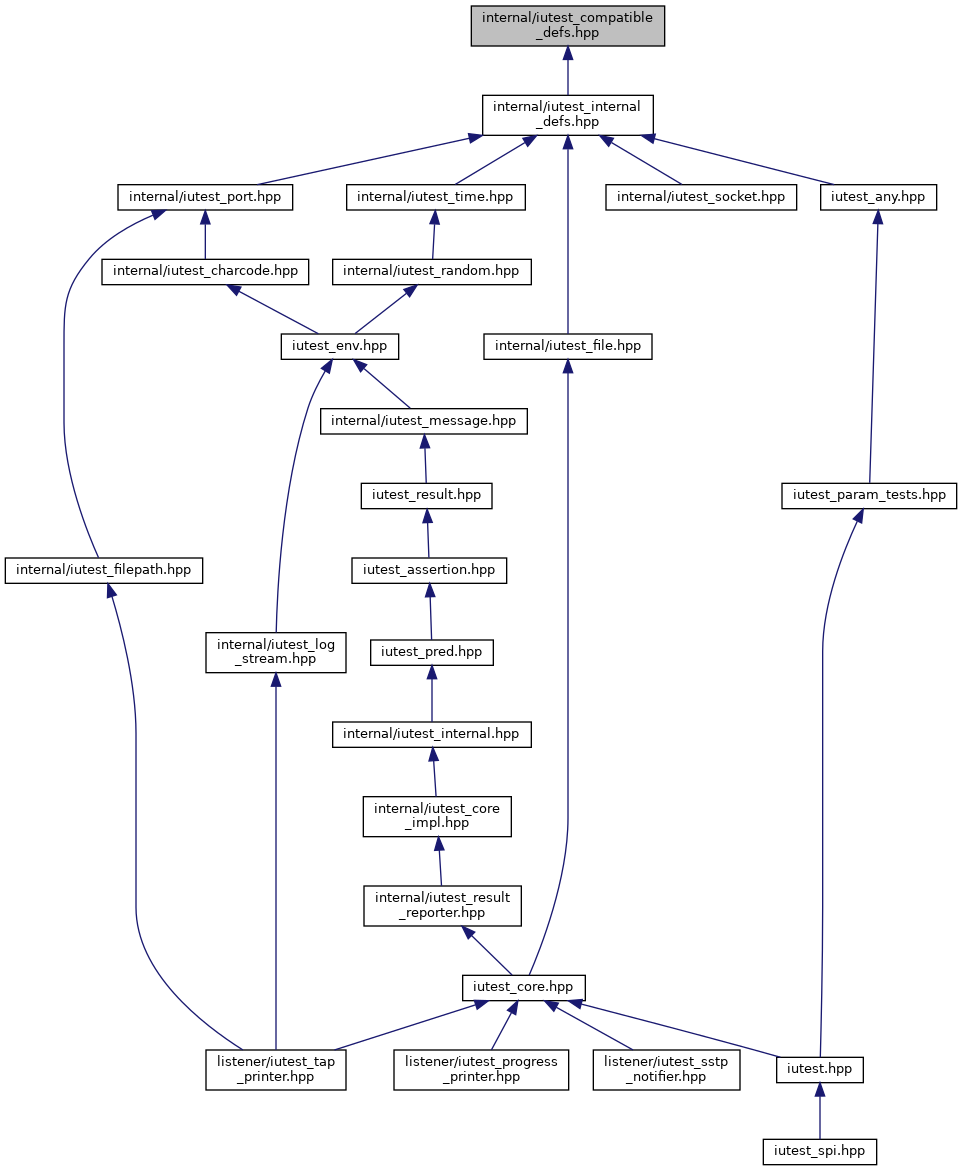 internal/iutest_compatible
_defs.hpp
internal/iutest_internal
_defs.hpp
internal/iutest_port.hpp
internal/iutest_time.hpp
internal/iutest_socket.hpp
iutest_any.hpp
internal/iutest_charcode.hpp
internal/iutest_random.hpp
iutest_env.hpp
internal/iutest_file.hpp
internal/iutest_message.hpp
iutest_result.hpp
iutest_param_tests.hpp
internal/iutest_filepath.hpp
iutest_assertion.hpp
internal/iutest_log
_stream.hpp
iutest_pred.hpp
internal/iutest_internal.hpp
internal/iutest_core
_impl.hpp
internal/iutest_result
_reporter.hpp
iutest_core.hpp
listener/iutest_tap
_printer.hpp
listener/iutest_progress
_printer.hpp
listener/iutest_sstp
_notifier.hpp
iutest.hpp
iutest_spi.hpp